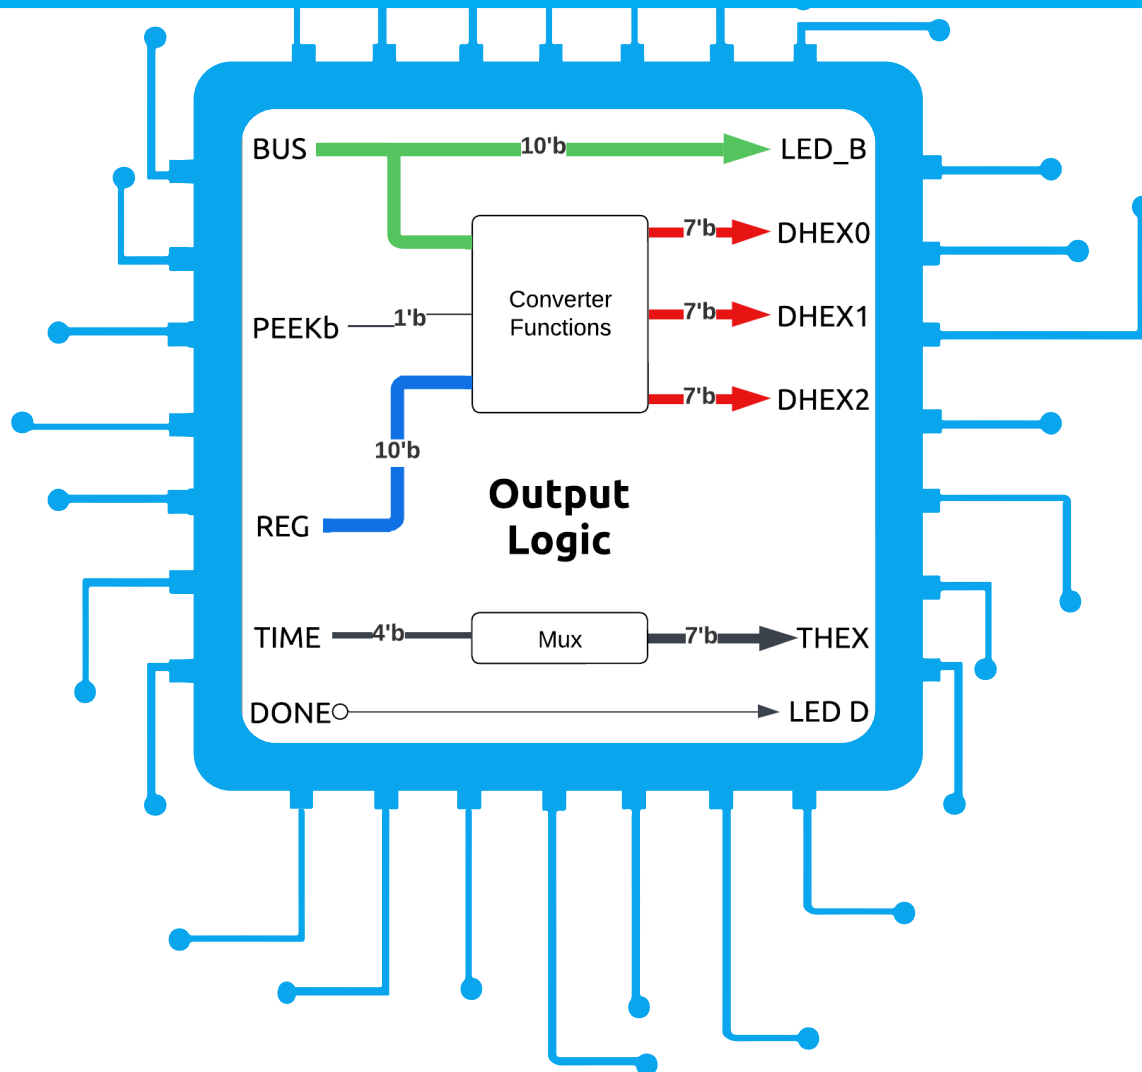 BUS 10'b LED_B
7'b DHEX0
Converter
Functions
PEEKb 1'b 7'b DHEX1
7'b DHEX2
10'b
Output
Logic
REG
TIME 4'b Mux 7'b THEX
DONE LED D